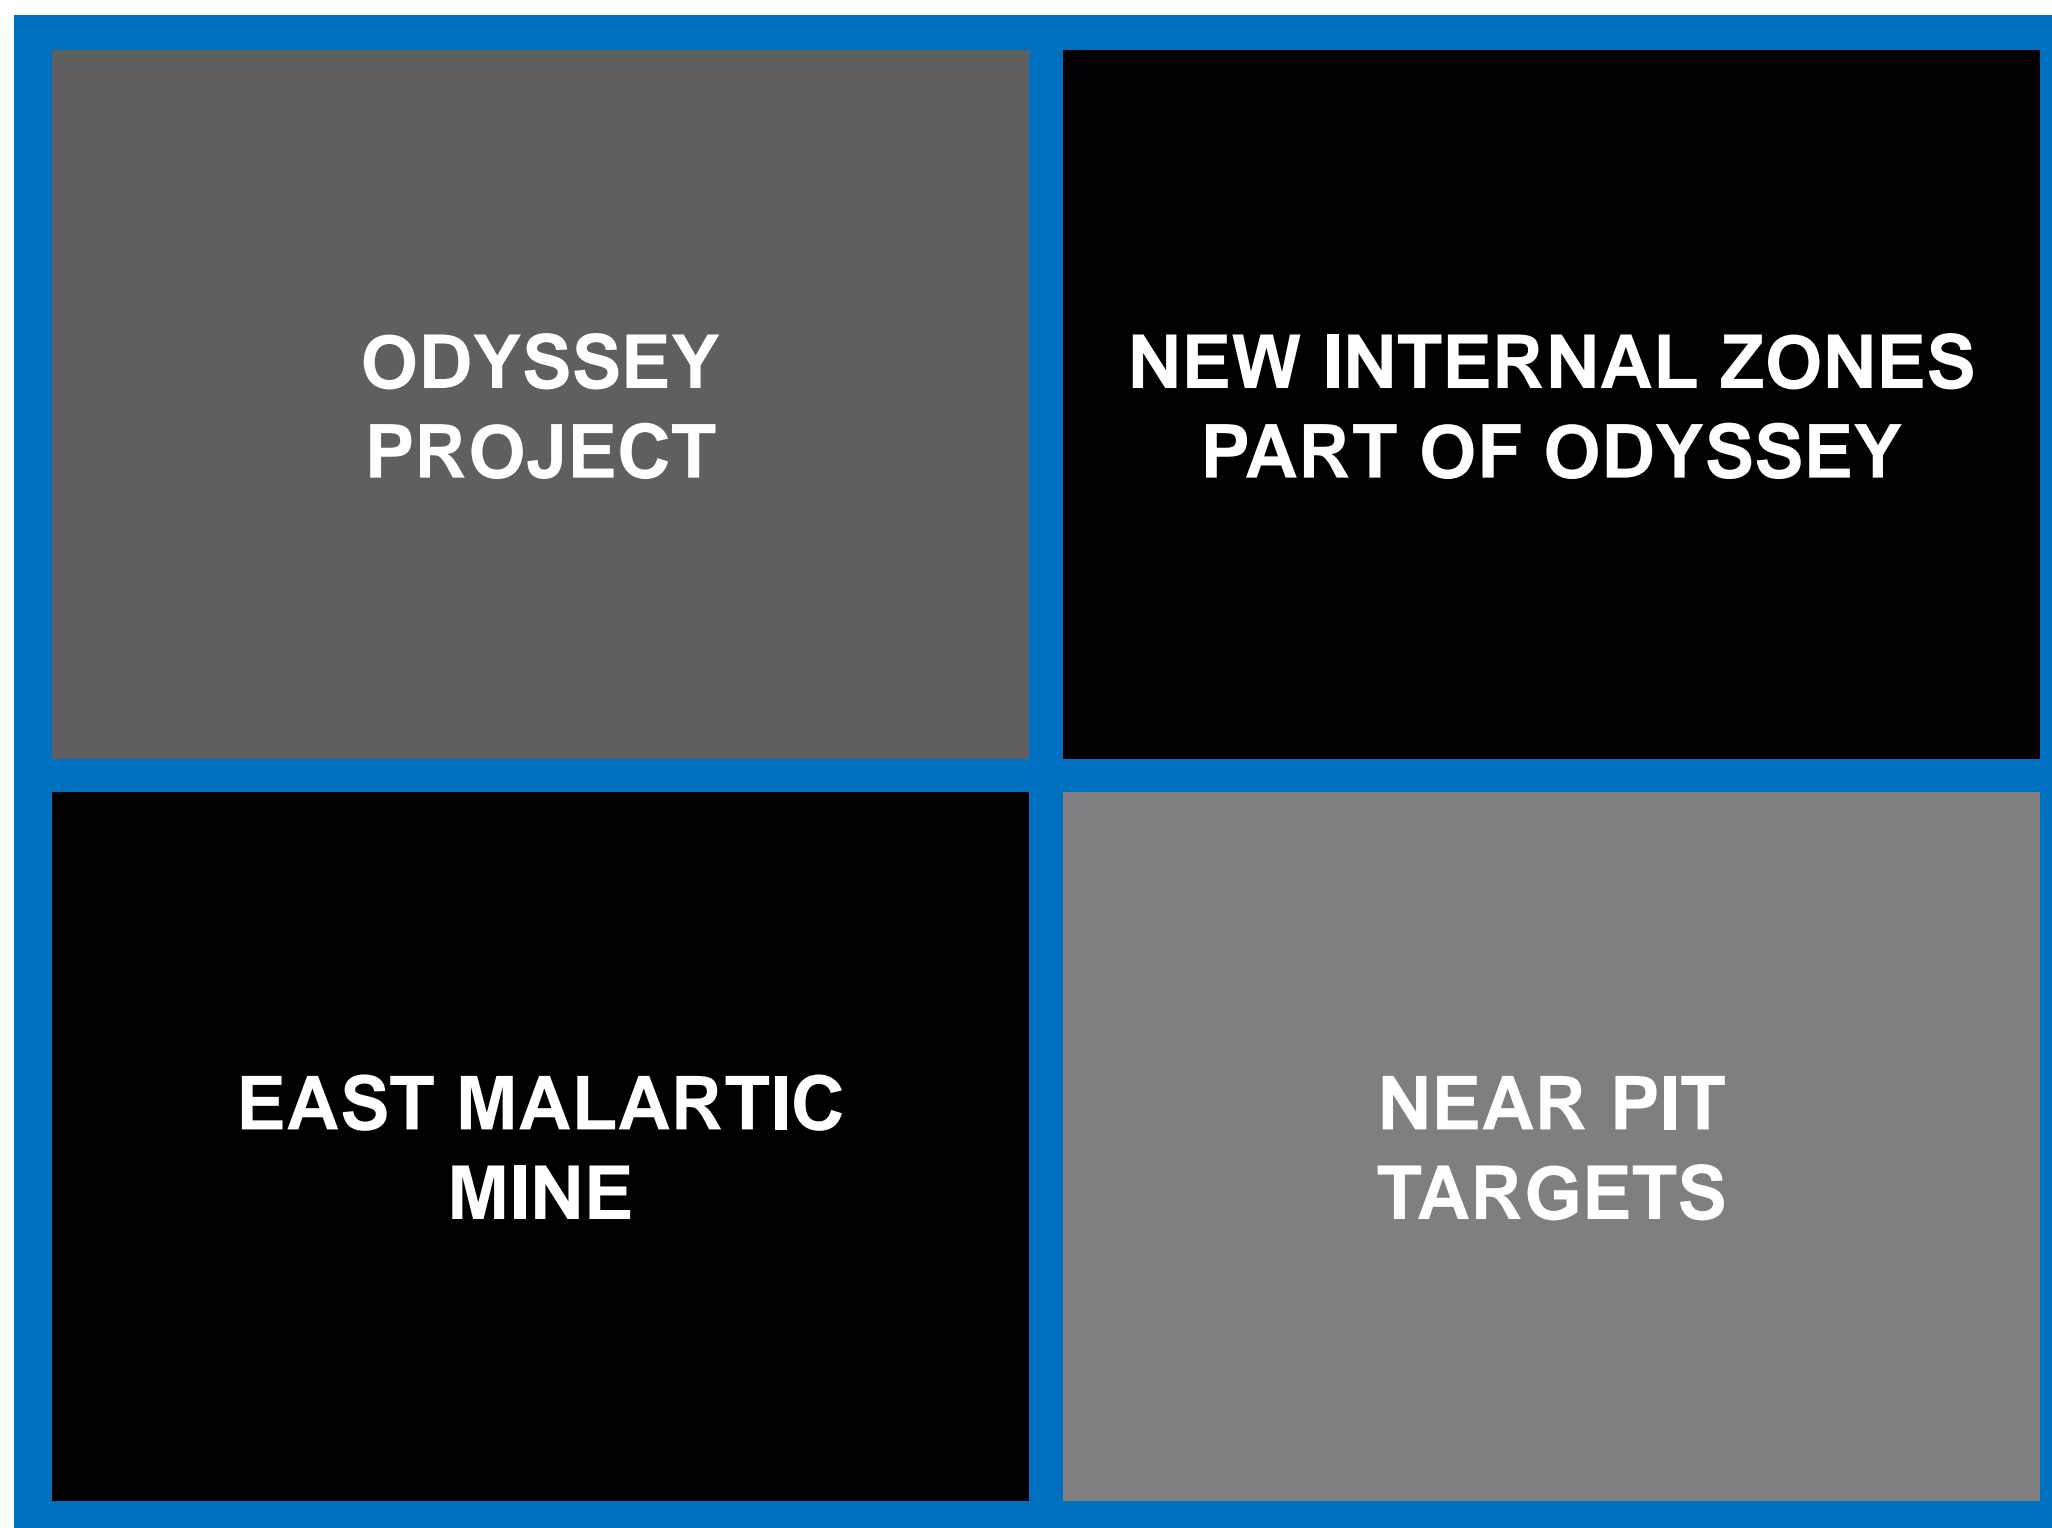 ODYSSEY
PROJECT
NEW INTERNAL ZONES
PART OF ODYSSEY
EAST MALARTIC
MINE
NEAR PIT
TARGETS